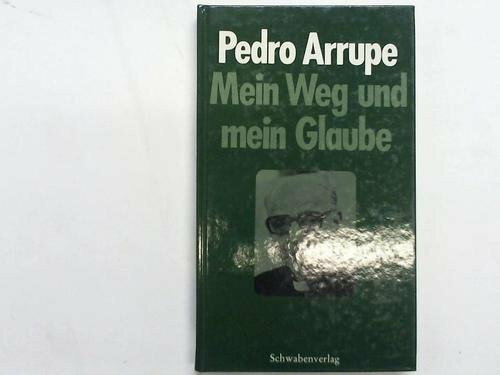 Pedro Arrupe
Mein Weg und
mein Glaube
Schwabenverlag